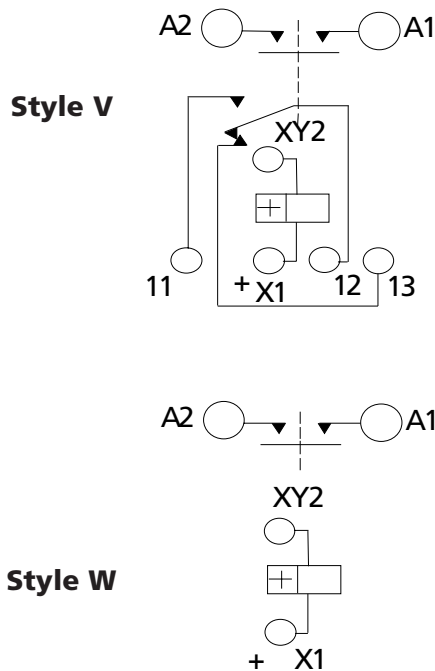 A2 A1
Style V
XY2
11 + X1 12 13
A2 A1
XY2
Style W
+ X1